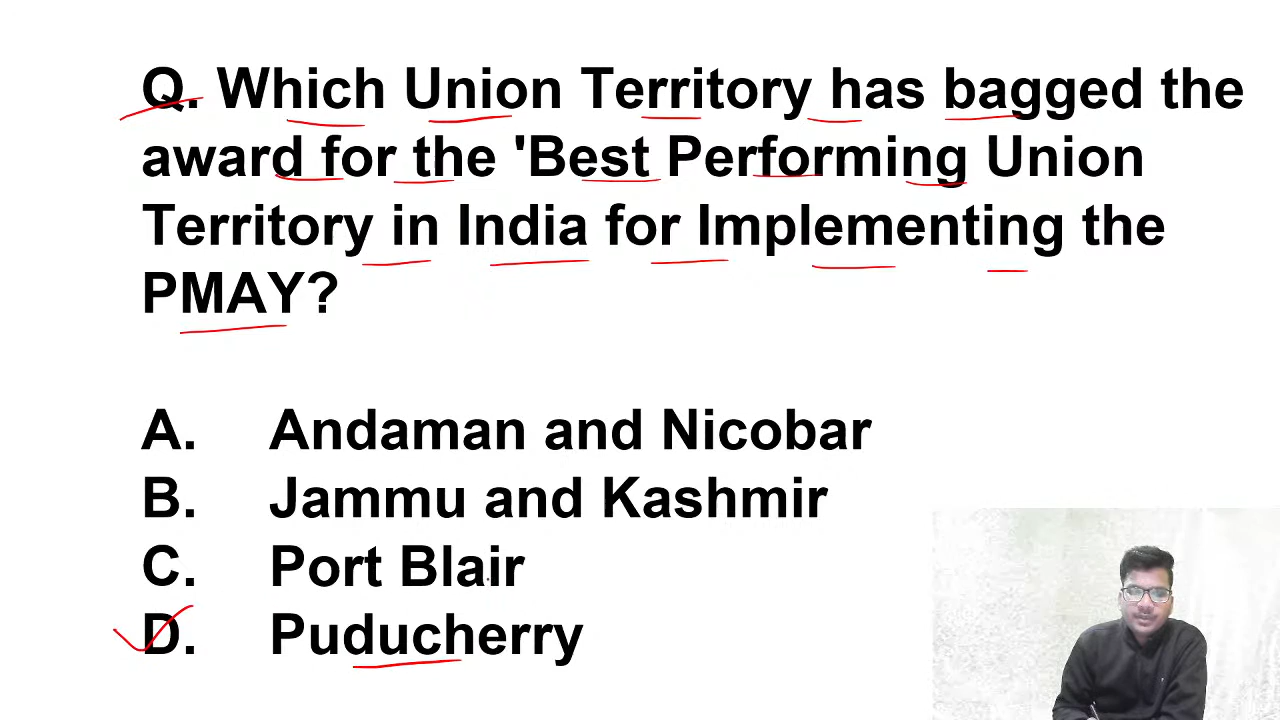 Q. Which Union Territory has bagged the
award for the 'Best Performing Union
Territory in India for Implementing the
PMAY?
A. Andaman and Nicobar
B. Jammu and Kashmir
C. Port Blair
D. Puducherry